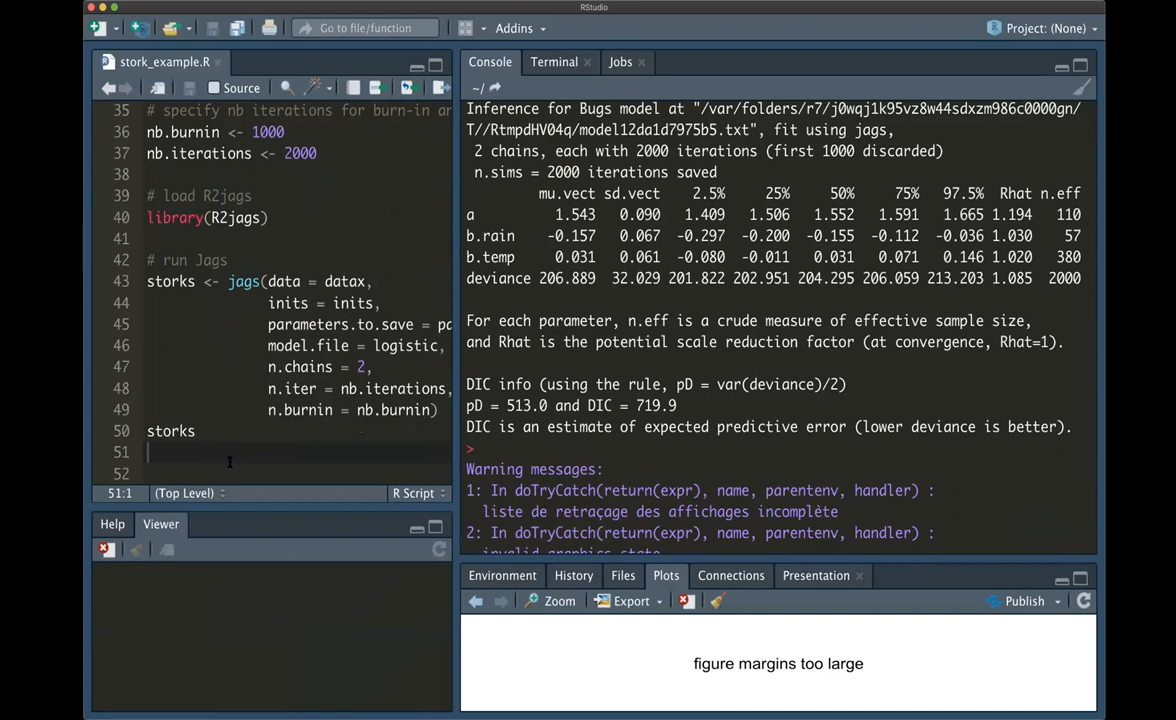 RStudio
Go to file/function
Addins
Project: (None)
stork_example.R
Source
35 # specify nb iterations for burn-in an
36 nb.burnin <- 1000
37 nb.iterations <- 2000
38
39 # load R2jags
40 library(R2jags)
41
42 # run Jags
43 storks <- jags(data = datax,
44 inits = inits,
45 parameters.to.save = pa
46 model.file = logistic,
47 n.chains = 2,
48 n.iter = nb.iterations,
49 n.burnin = nb.burnin)
50 storks
51
52
51:1 (Top Level) R Script
Help Viewer
Console Terminal Jobs
~/
Inference for Bugs model at "/var/folders/r7/j0wqj1k95vz8w44sdxzm986c0000gn/
T//RtmpdHV04q/model12da1d7975b5.txt", fit using jags,
2 chains, each with 2000 iterations (first 1000 discarded)
n.sims = 2000 iterations saved
mu.vect sd.vect 2.5% 25% 50% 75% 97.5% Rhat n.eff
a 1.543 0.090 1.409 1.506 1.552 1.591 1.665 1.194 110
b.rain -0.157 0.067 -0.297 -0.200 -0.155 -0.112 -0.036 1.030 57
b.temp 0.031 0.061 -0.080 -0.011 0.031 0.071 0.146 1.020 380
deviance 206.889 32.029 201.822 202.951 204.295 206.059 213.203 1.085 2000
For each parameter, n.eff is a crude measure of effective sample size,
and Rhat is the potential scale reduction factor (at convergence, Rhat=1).
DIC info (using the rule, pD = var(deviance)/2)
pD = 513.0 and DIC = 719.9
DIC is an estimate of expected predictive error (lower deviance is better).
>
Warning messages:
1: In doTryCatch(return(expr), name, parentenv, handler) :
liste de retraçage des affichages incomplète
2: In doTryCatch(return(expr), name, parentenv, handler) :
invalid graphics state
Environment History Files Plots Connections Presentation
Zoom Export Publish
figure margins too large